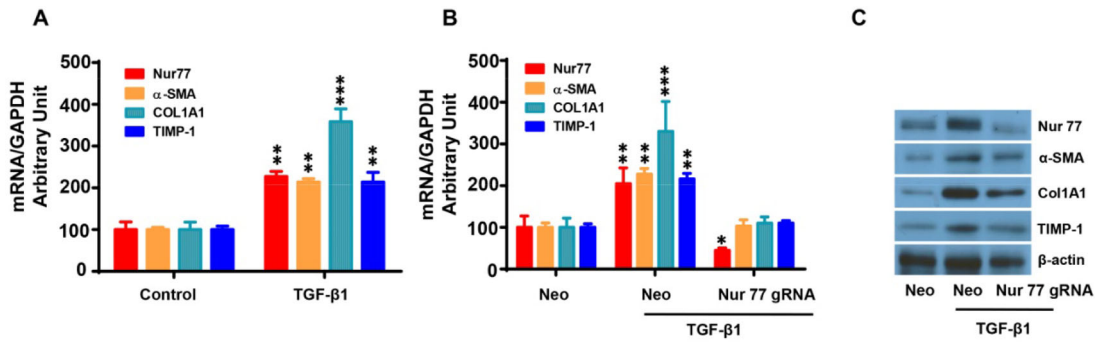 A
mRNA/GAPDH
Arbitrary Unit
500
400
300
200
100
0
Nur77
α-SMA
COL1A1
TIMP-1
**
**
***
**
Control
TGF-β1
B
mRNA/GAPDH
Arbitrary Unit
500
400
300
200
100
0
Nur77
α-SMA
COL1A1
TIMP-1
**
**
***
**
*
Neo
Neo
Nur 77 gRNA
TGF-β1
C
Nur 77
α-SMA
Col1A1
TIMP-1
β-actin
Neo Neo Nur 77 gRNA
TGF-β1